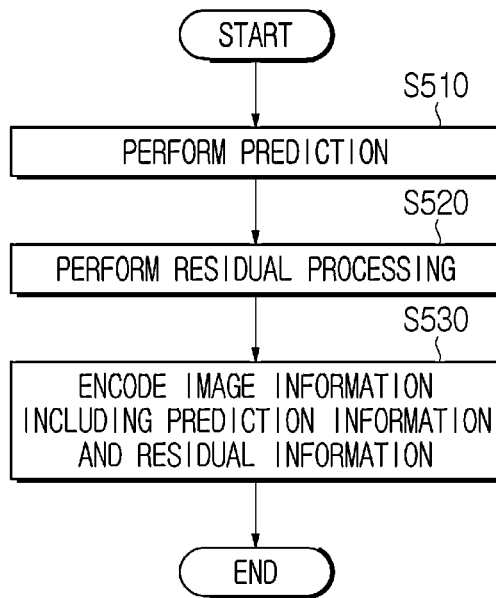 START
S510
PERFORM PREDICTION
S520
PERFORM RESIDUAL PROCESSING
S530
ENCODE IMAGE INFORMATION
INCLUDING PREDICTION INFORMATION
AND RESIDUAL INFORMATION
END